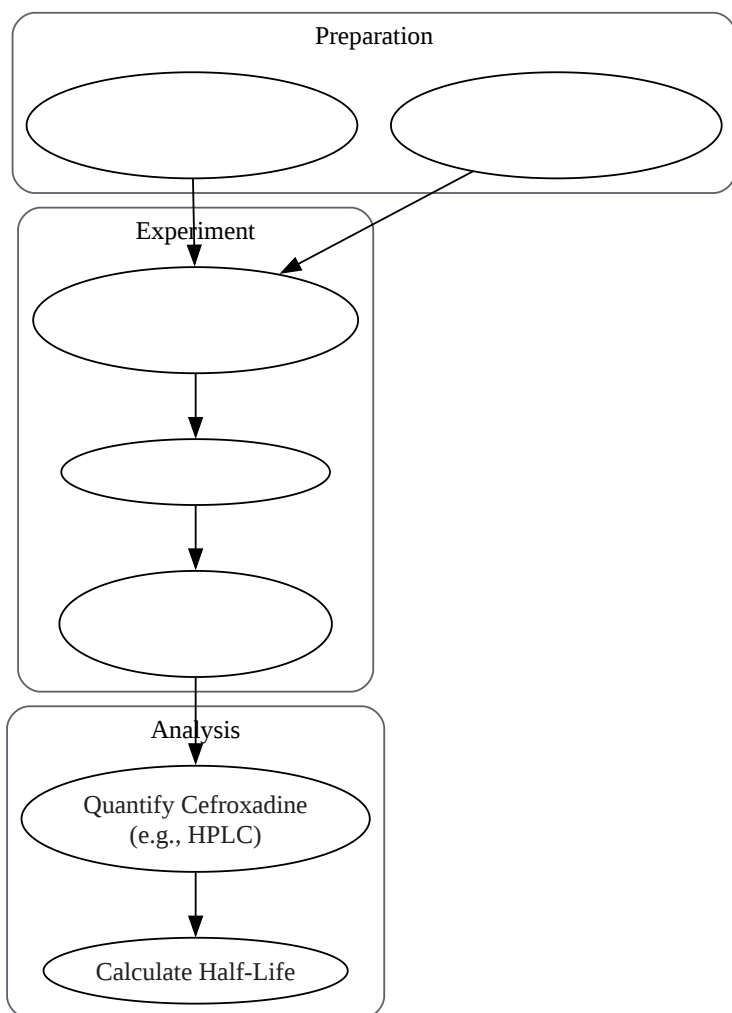 Preparation
Experiment
Analysis
Quantify Cefroxadine
(e.g., HPLC)
Calculate Half-Life